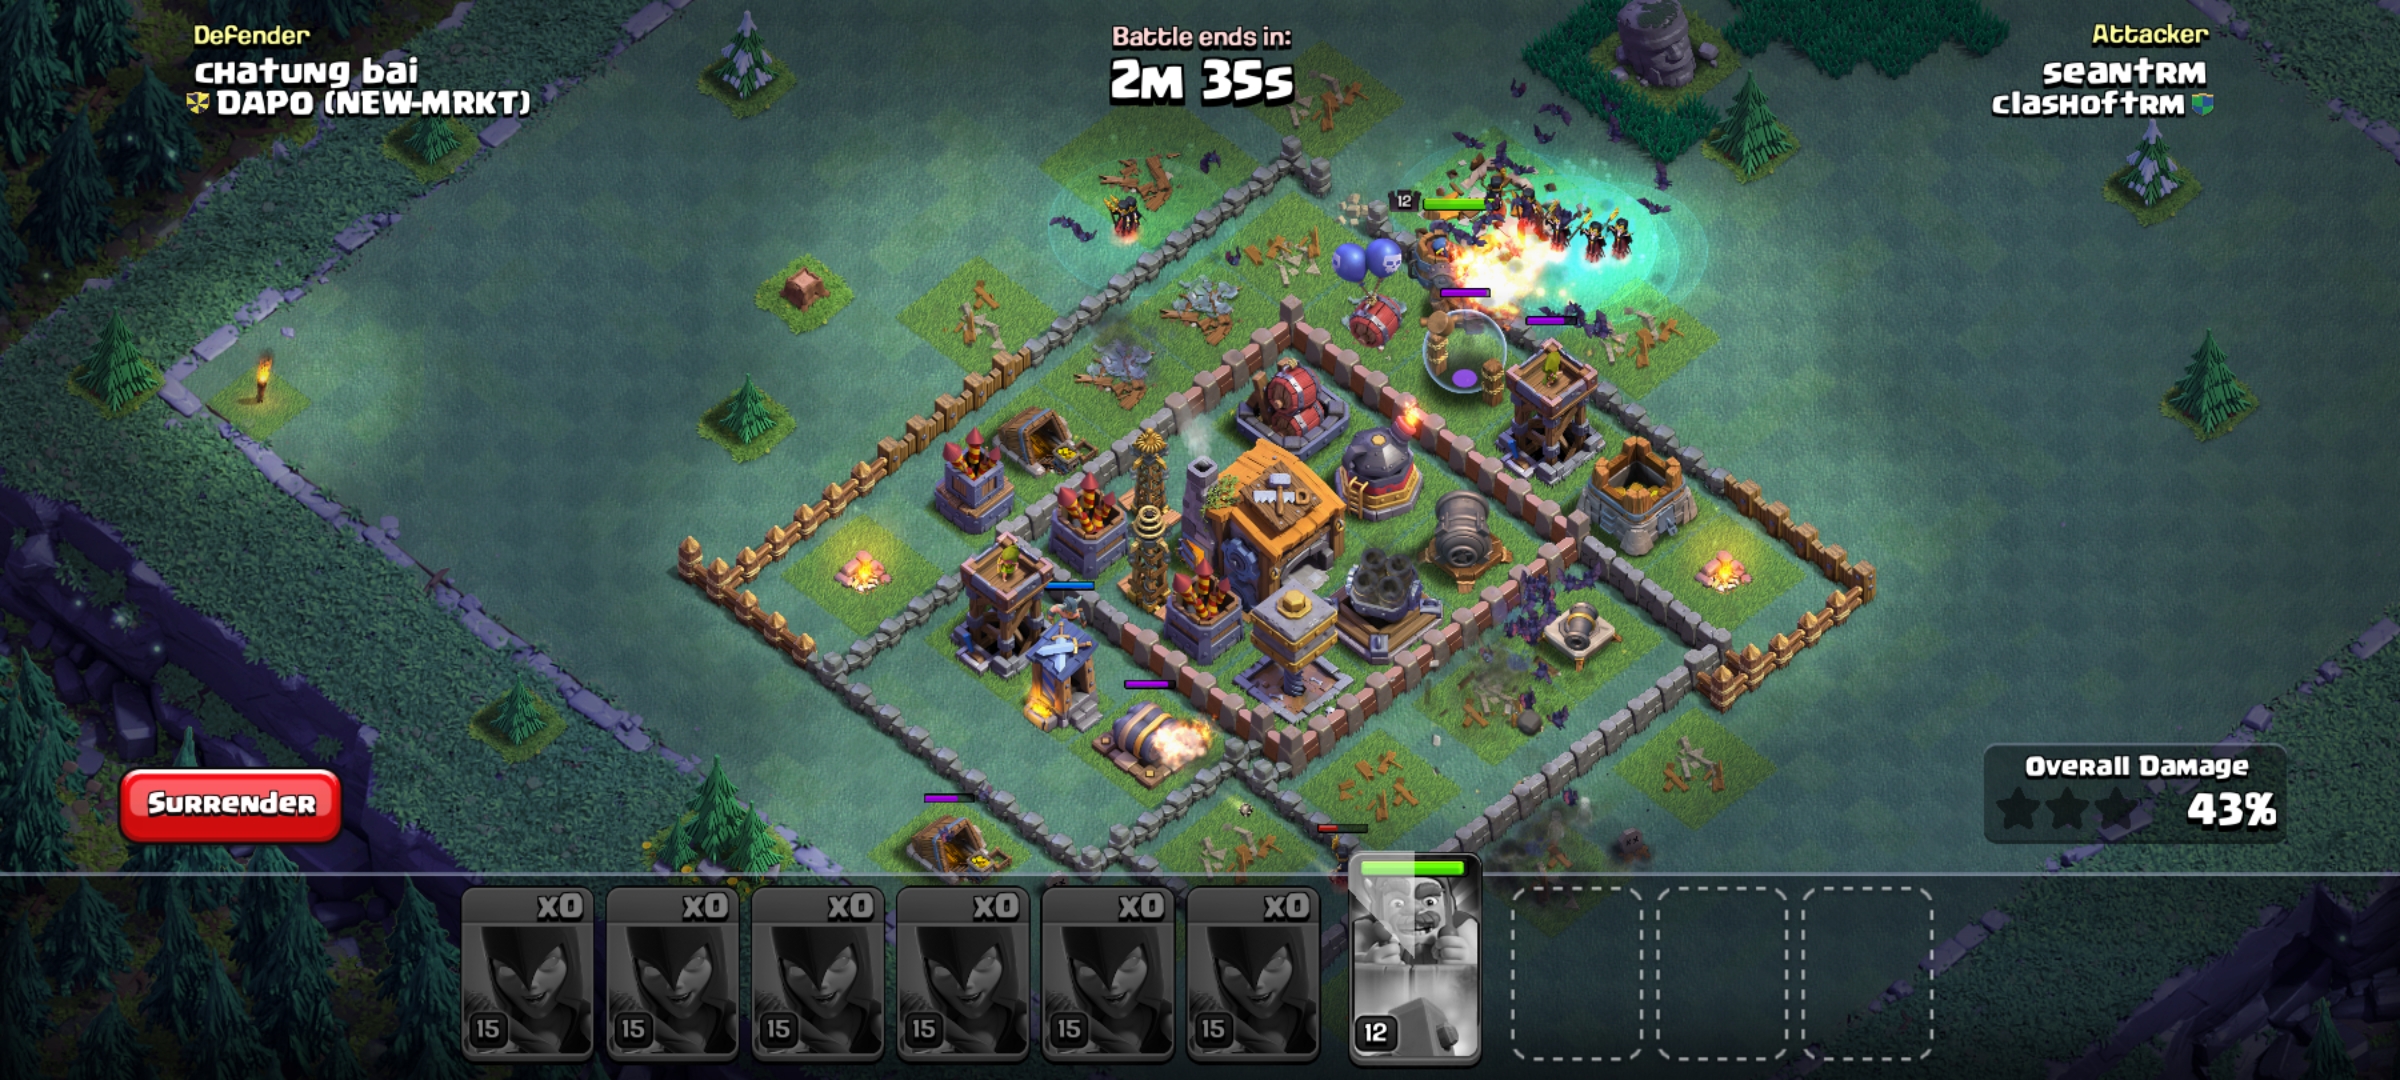 Defender
chatung bai
DAPO (NEW-MRKT)
Battle ends in:
2M 35s
Attacker
seantRM
clashoftRM
12
Surrender
Overall Damage
43%
x0
x0
x0
x0
x0
x0
15
15
15
15
15
15
12